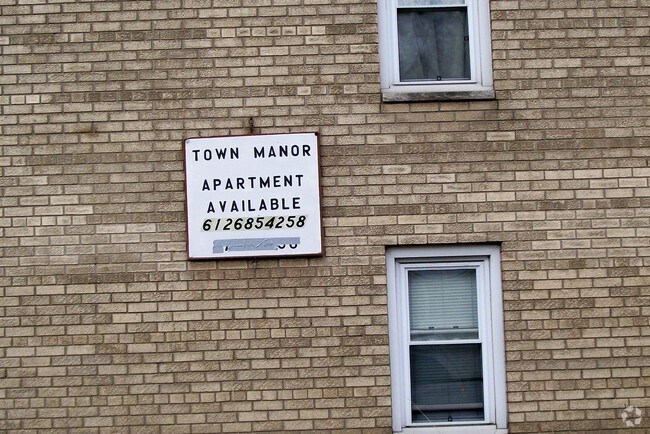 TOWN MANOR
APARTMENT
AVAILABLE
6126854258